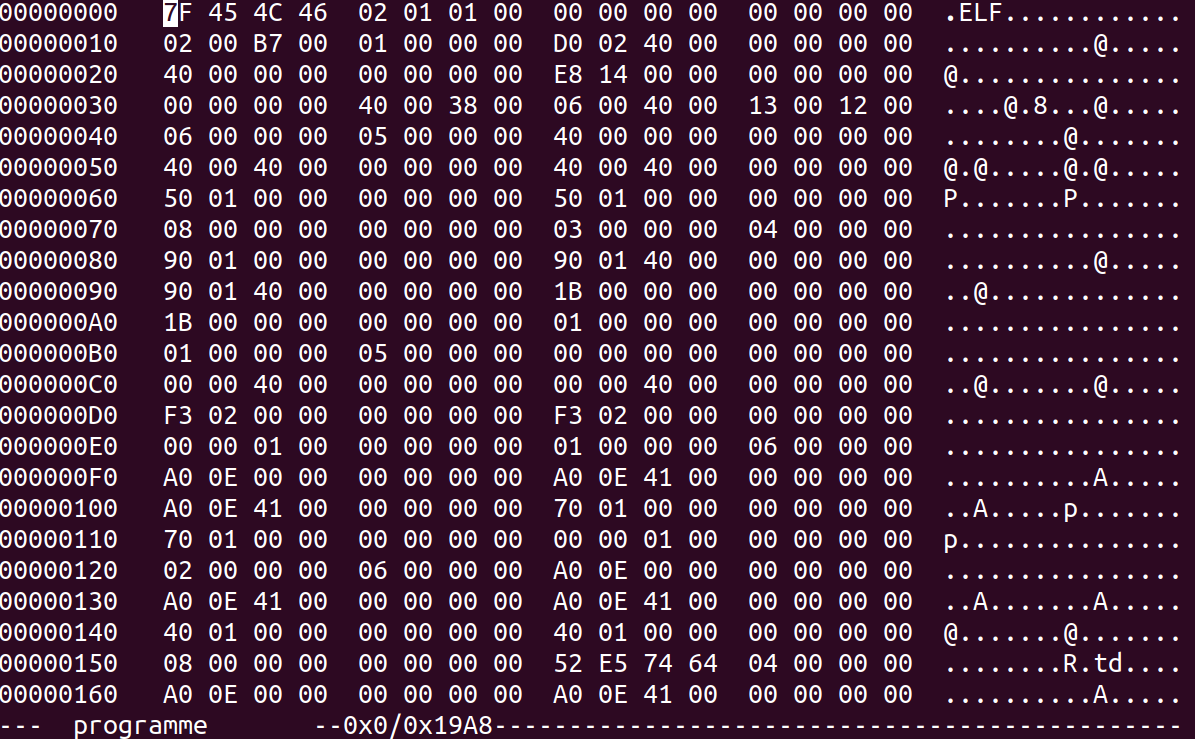 00000000 7F 45 4C 46 02 01 01 00 00 00 00 00 00 00 00 00 .ELF............
00000010 02 00 B7 00 01 00 00 00 D0 02 40 00 00 00 00 00 ..........@.....
00000020 40 00 00 00 00 00 00 00 E8 14 00 00 00 00 00 00 @...............
00000030 00 00 00 00 40 00 38 00 06 00 40 00 13 00 12 00 ....@.8...@.....
00000040 06 00 00 00 05 00 00 00 40 00 00 00 00 00 00 00 ........@.......
00000050 40 00 40 00 00 00 00 00 40 00 40 00 00 00 00 00 @.@.....@.@.....
00000060 50 01 00 00 00 00 00 00 50 01 00 00 00 00 00 00 P.......P.......
00000070 08 00 00 00 00 00 00 00 03 00 00 00 04 00 00 00 ................
00000080 90 01 00 00 00 00 00 00 90 01 40 00 00 00 00 00 ..........@.....
00000090 90 01 40 00 00 00 00 00 1B 00 00 00 00 00 00 00 ..@.............
000000A0 1B 00 00 00 00 00 00 00 01 00 00 00 00 00 00 00 ................
000000B0 01 00 00 00 05 00 00 00 00 00 00 00 00 00 00 00 ................
000000C0 00 00 40 00 00 00 00 00 00 00 40 00 00 00 00 00 ..@.......@.....
000000D0 F3 02 00 00 00 00 00 00 F3 02 00 00 00 00 00 00 ................
000000E0 00 00 01 00 00 00 00 00 01 00 00 00 06 00 00 00 ................
000000F0 A0 0E 00 00 00 00 00 00 A0 0E 41 00 00 00 00 00 ..........A.....
00000100 A0 0E 41 00 00 00 00 00 70 01 00 00 00 00 00 00 ..A.....p.......
00000110 70 01 00 00 00 00 00 00 00 00 01 00 00 00 00 00 p...............
00000120 02 00 00 00 06 00 00 00 A0 0E 00 00 00 00 00 00 ................
00000130 A0 0E 41 00 00 00 00 00 A0 0E 41 00 00 00 00 00 ..A.......A.....
00000140 40 01 00 00 00 00 00 00 40 01 00 00 00 00 00 00 @.......@.......
00000150 08 00 00 00 00 00 00 00 52 E5 74 64 04 00 00 00 ........R.td....
00000160 A0 0E 00 00 00 00 00 00 A0 0E 41 00 00 00 00 00 ..........A.....
--- programme --0x0/0x19A8----------------------------------------------